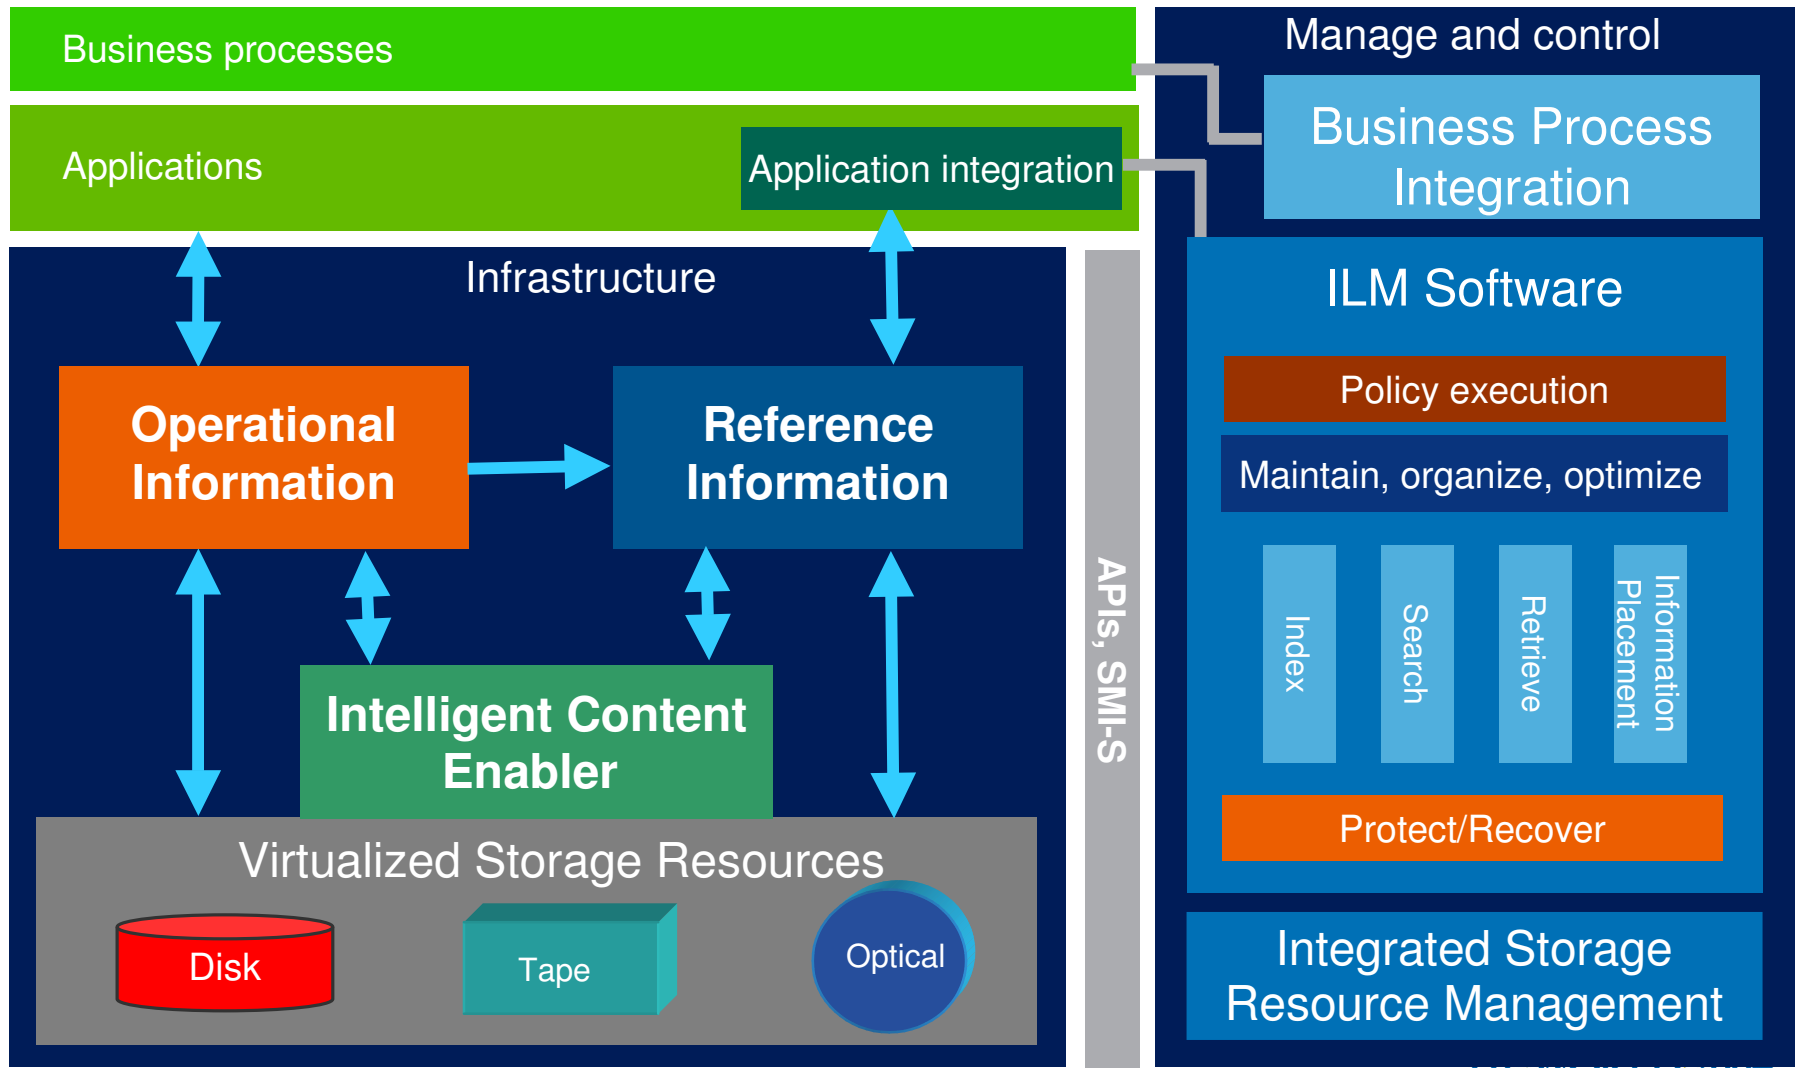 Business processes
Applications
Application integration
Infrastructure
Operational
Information
Reference
Information
Intelligent Content
Enabler
Virtualized Storage Resources
Disk
Tape
Optical
APIs, SMI-S
Manage and control
Business Process
Integration
ILM Software
Policy execution
Maintain, organize, optimize
Index
Search
Retrieve
Information
Placement
Protect/Recover
Integrated Storage
Resource Management